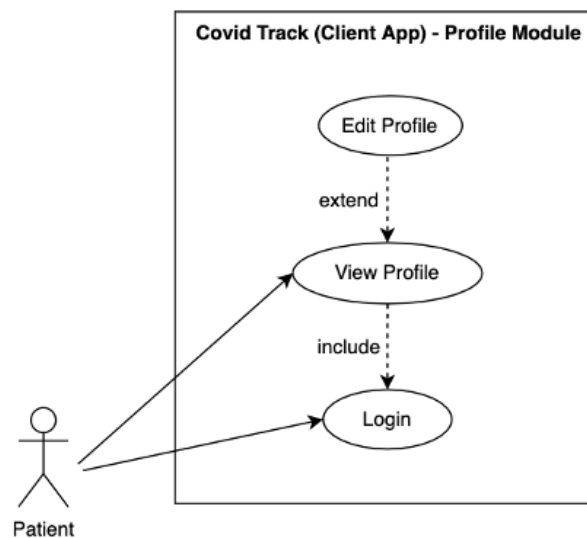 Covid Track (Client App) - Profile Module
Edit Profile
extend
View Profile
include
Login
Patient